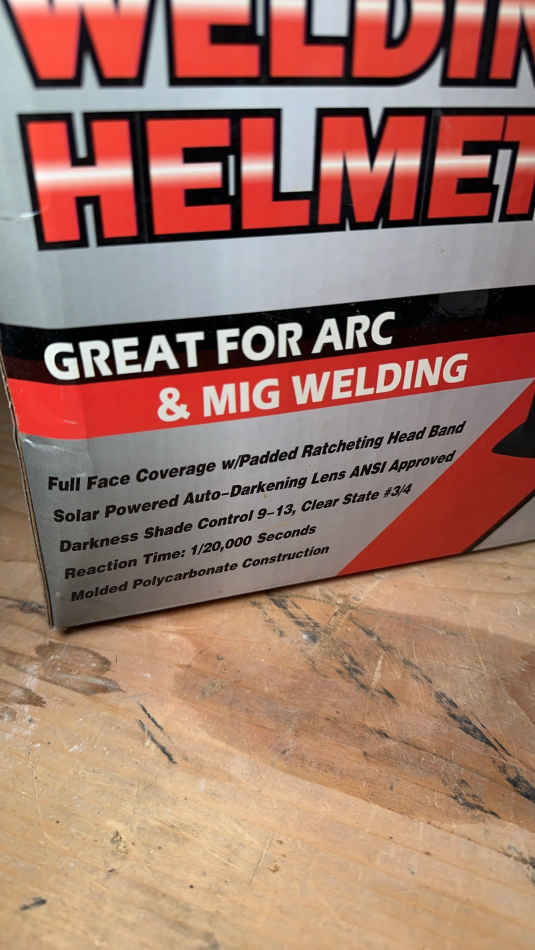 WELDIN
HELMET
GREAT FOR ARC
& MIG WELDING
Full Face Coverage w/Padded Ratcheting Head Band
Solar Powered Auto-Darkening Lens ANSI Approved
Darkness Shade Control 9-13, Clear State #3/4
Reaction Time: 1/20,000 Seconds
Molded Polycarbonate Construction